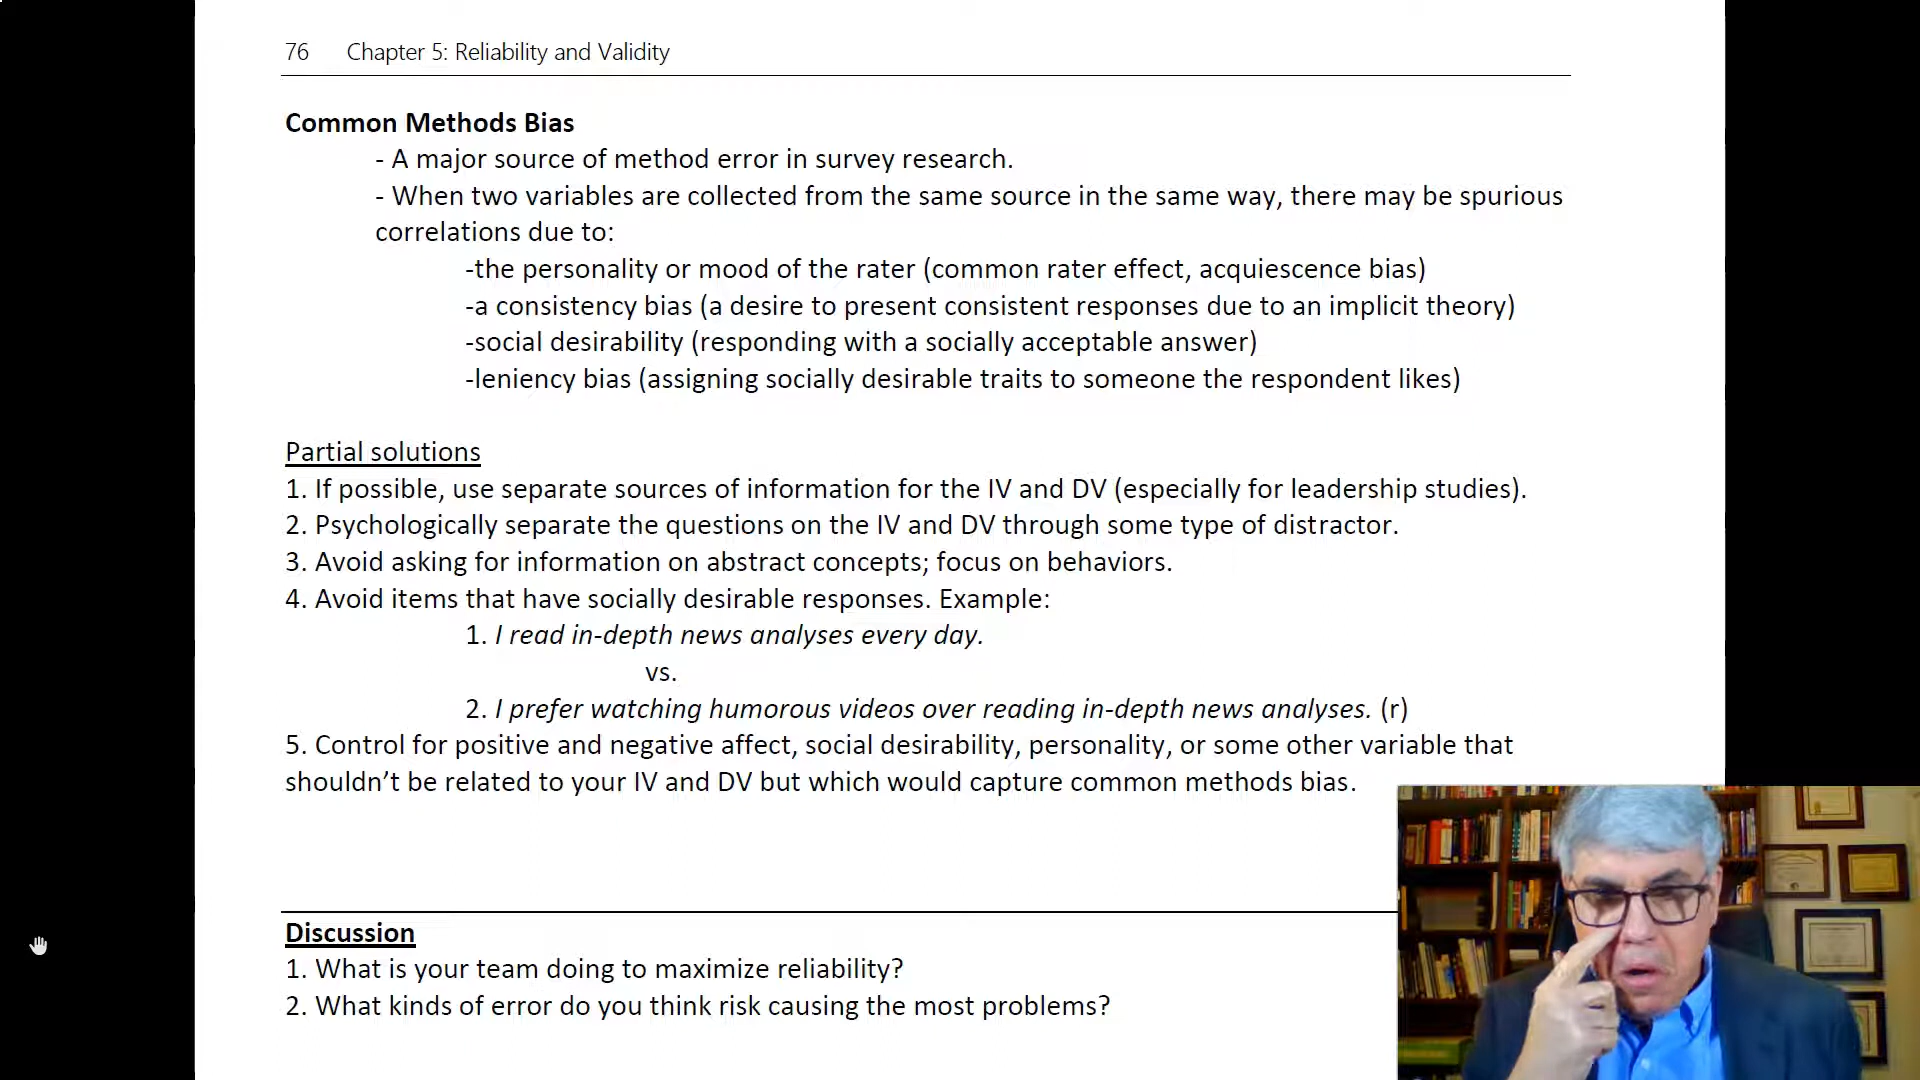 76 Chapter 5: Reliability and Validity
Common Methods Bias
- A major source of method error in survey research.
- When two variables are collected from the same source in the same way, there may be spurious
correlations due to:
-the personality or mood of the rater (common rater effect, acquiescence bias)
-a consistency bias (a desire to present consistent responses due to an implicit theory)
-social desirability (responding with a socially acceptable answer)
-leniency bias (assigning socially desirable traits to someone the respondent likes)
Partial solutions
1. If possible, use separate sources of information for the IV and DV (especially for leadership studies).
2. Psychologically separate the questions on the IV and DV through some type of distractor.
3. Avoid asking for information on abstract concepts; focus on behaviors.
4. Avoid items that have socially desirable responses. Example:
1. I read in-depth news analyses every day.
vs.
2. I prefer watching humorous videos over reading in-depth news analyses. (r)
5. Control for positive and negative affect, social desirability, personality, or some other variable that
shouldn’t be related to your IV and DV but which would capture common methods bias.
Discussion
1. What is your team doing to maximize reliability?
2. What kinds of error do you think risk causing the most problems?